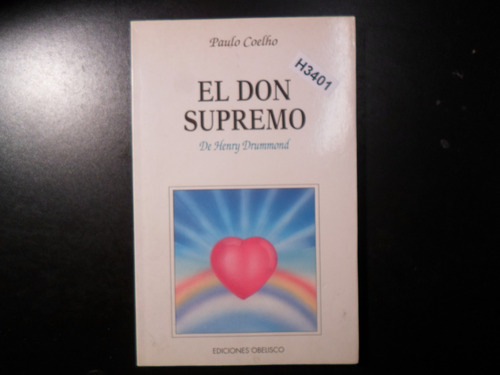 Paulo Coelho
H3401
EL DON
SUPREMO
De Henry Drummond
EDICIONES OBELISCO